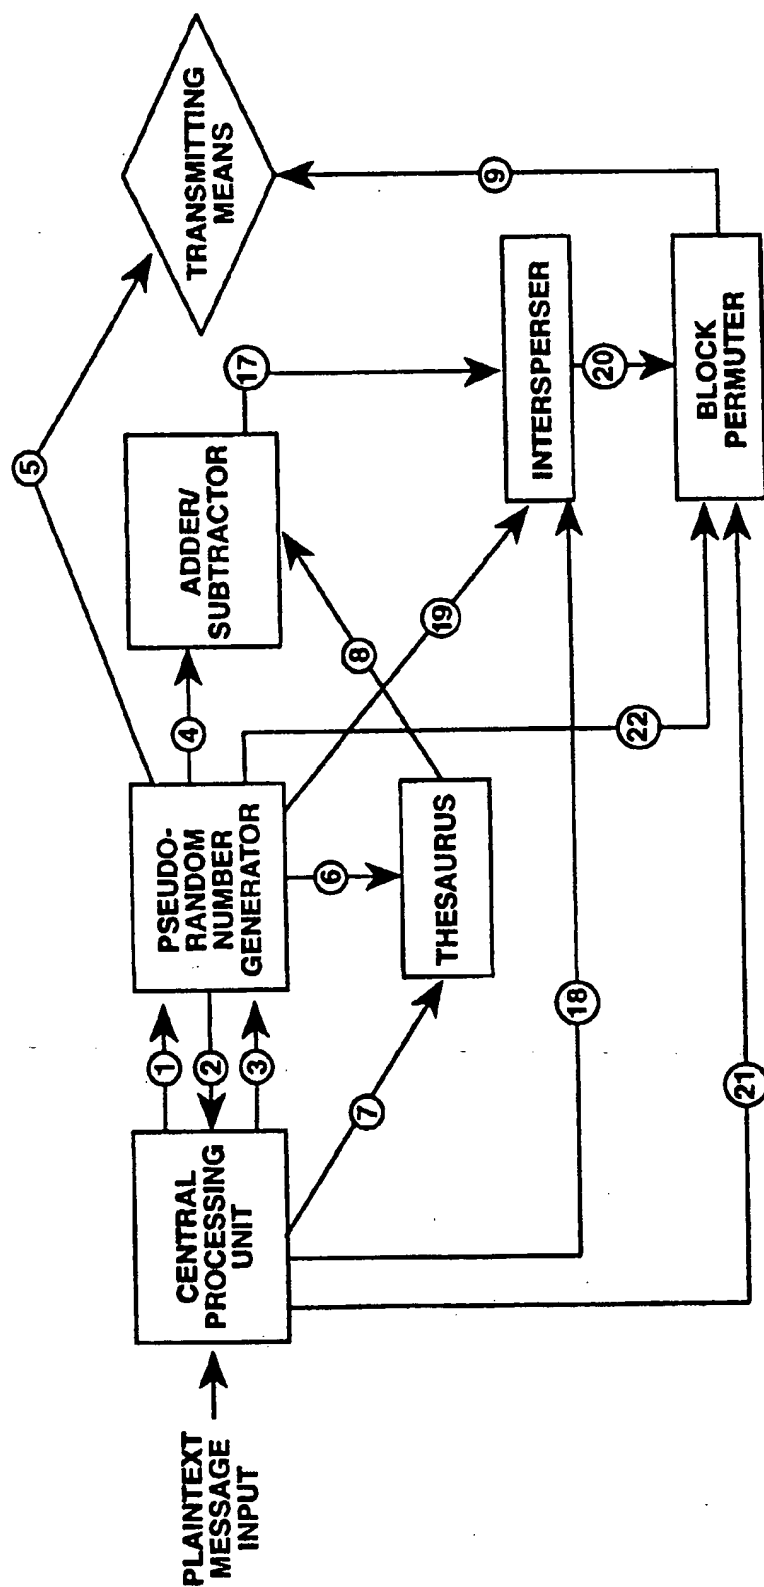 PLAINTEXT
MESSAGE
INPUT
CENTRAL
PROCESSING
UNIT
1
2
3
PSEUDO-
RANDOM
NUMBER
GENERATOR
4
5
6
7
THESAURUS
8
ADDER/
SUBTRACTOR
17
18
19
INTERSPERSER
20
21
22
BLOCK
PERMUTER
9
TRANSMITTING
MEANS